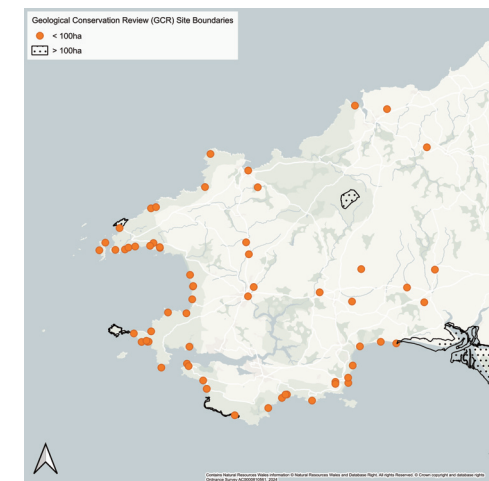 Geological Conservation Review (GCR) Site Boundaries
< 100ha
> 100ha
Contains Natural Resources Wales information © Natural Resources Wales and Database Right. All rights Reserved. © Crown copyright and database rights
Ordnance Survey AC0000810861, 2024